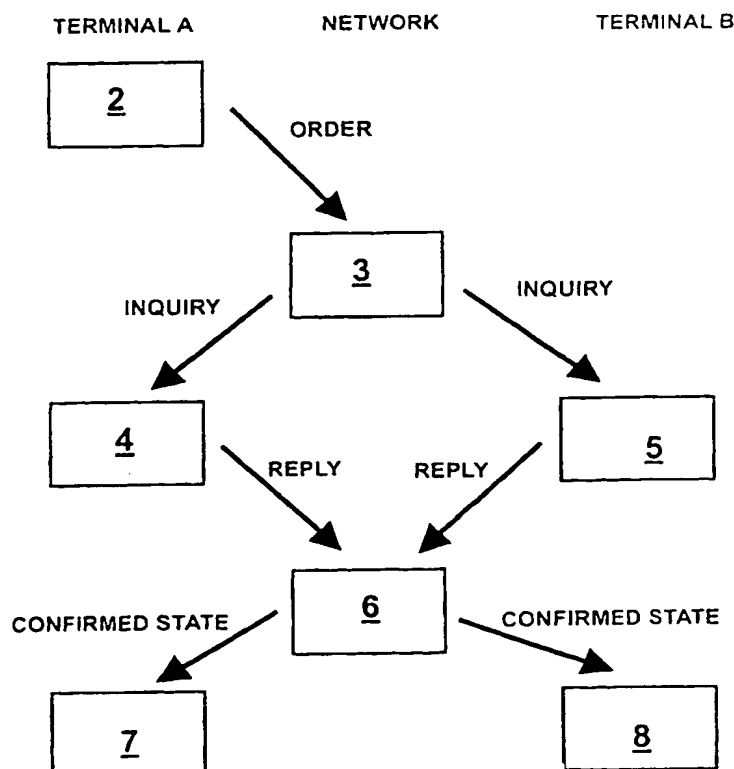 TERMINAL A NETWORK TERMINAL B
2
ORDER
3
INQUIRY INQUIRY
4 5
REPLY REPLY
6
CONFIRMED STATE CONFIRMED STATE
7 8